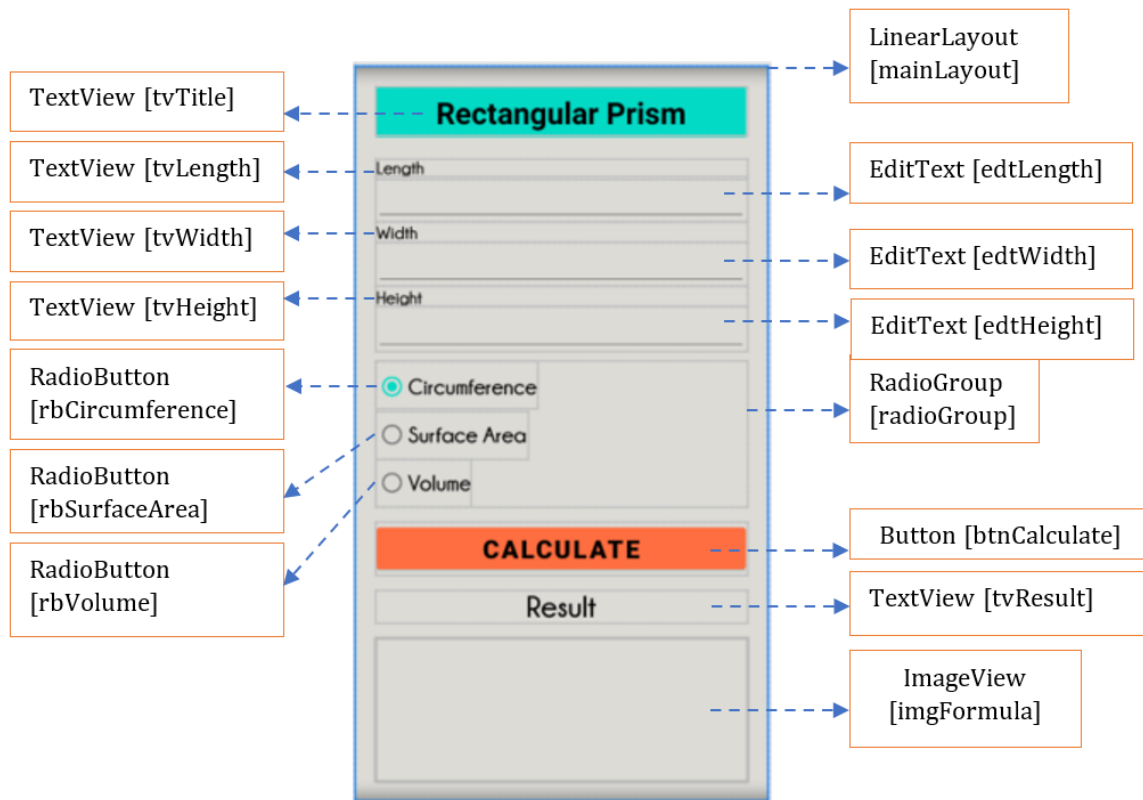 LinearLayout
[mainLayout]
TextView [tvTitle]
Rectangular Prism
TextView [tvLength]
Length
EditText [edtLength]
TextView [tvWidth]
Width
EditText [edtWidth]
TextView [tvHeight]
Height
EditText [edtHeight]
RadioButton
[rbCircumference]
Circumference
RadioGroup
[radioGroup]
RadioButton
[rbSurfaceArea]
Surface Area
Volume
RadioButton
[rbVolume]
CALCULATE
Button [btnCalculate]
Result
TextView [tvResult]
ImageView
[imgFormula]